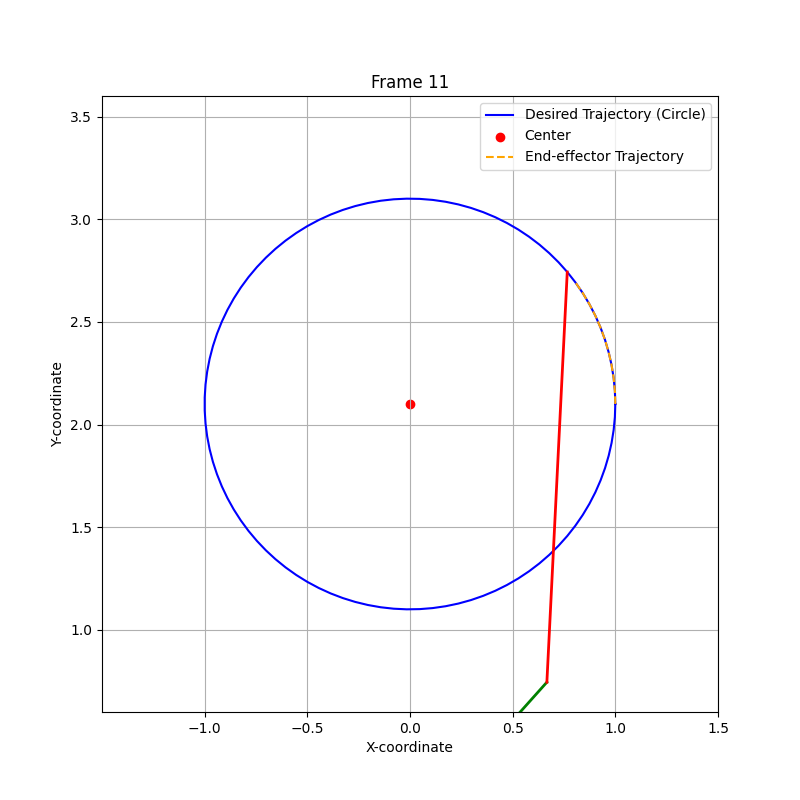 Frame 11
Desired Trajectory (Circle)
Center
End-effector Trajectory
Y-coordinate
3.5
3.0
2.5
2.0
1.5
1.0
−1.0 −0.5 0.0 0.5 1.0 1.5
X-coordinate